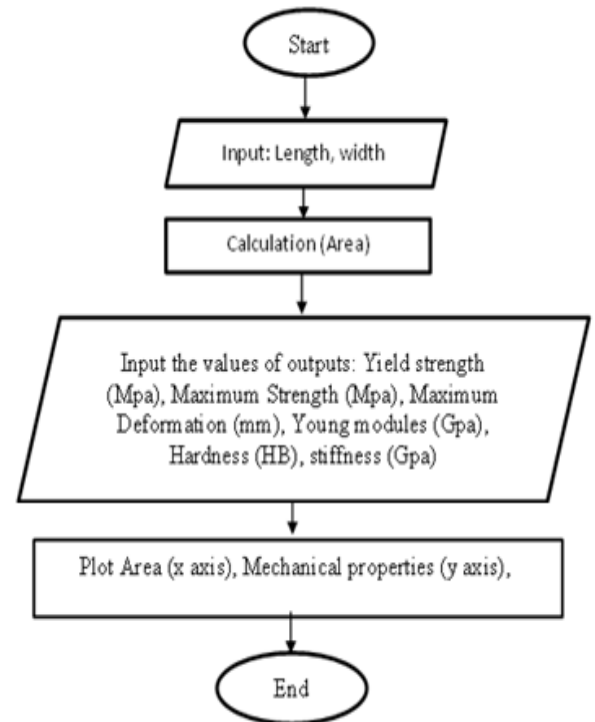 Start
Input: Length, width
Calculation (Area)
Input the values of outputs: Yield strength
(Mpa), Maximum Strength (Mpa), Maximum
Deformation (mm), Young modules (Gpa),
Hardness (HB), stiffness (Gpa)
Plot Area (x axis), Mechanical properties (y axis),
End